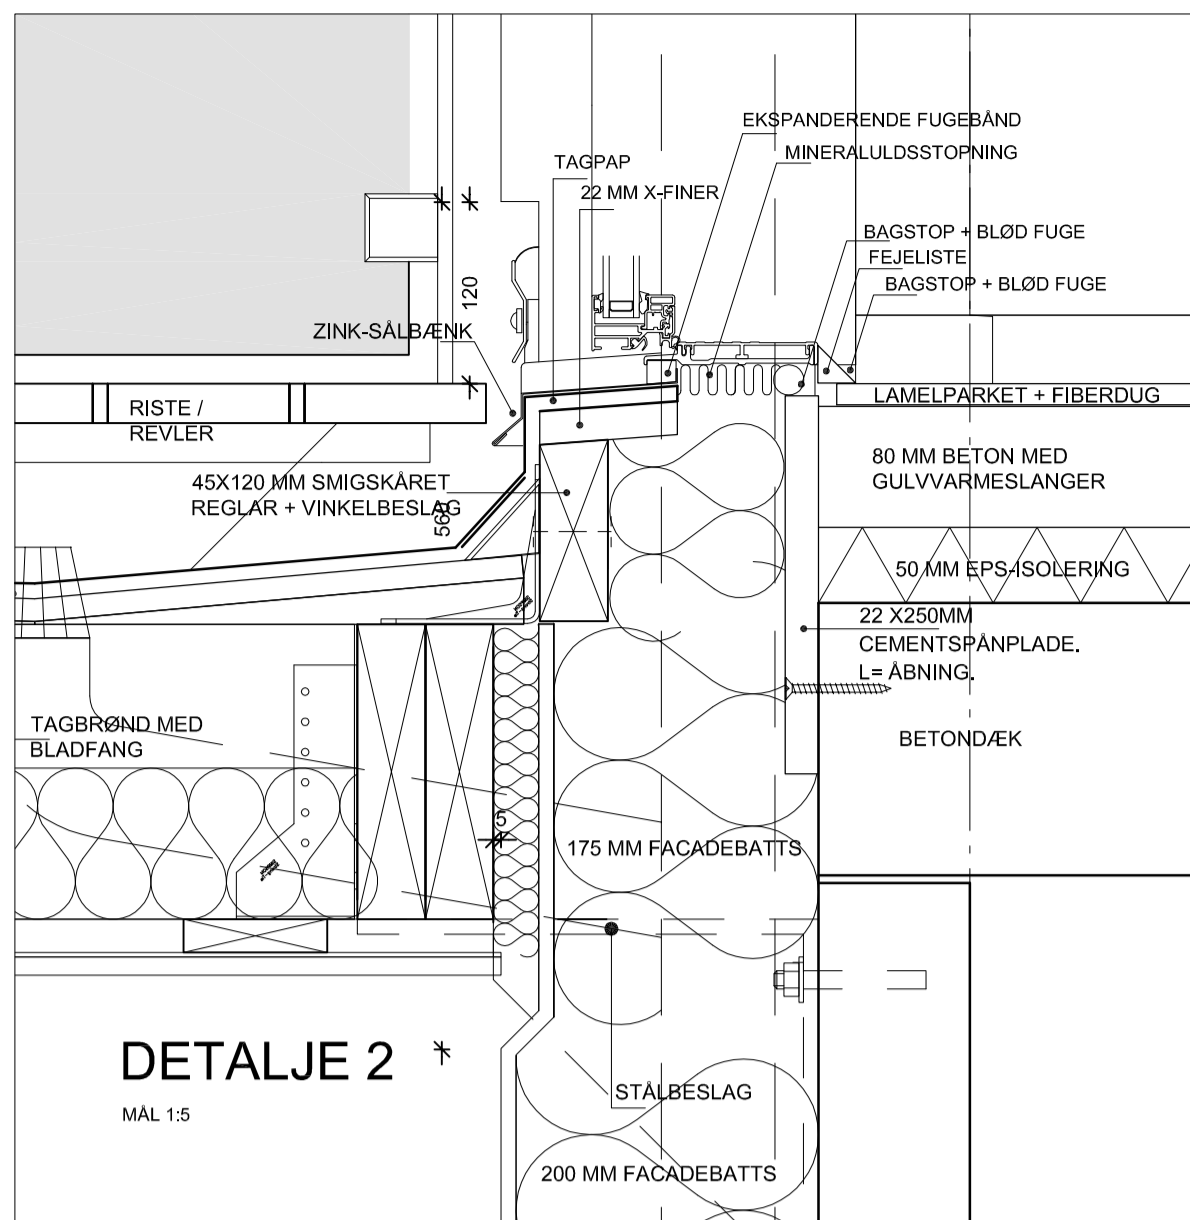 EKSPANDERENDE FUGEBÅND
MINERALULDSSTOPNING
TAGPAP
22 MM X-FINER
BAGSTOP + BLØD FUGE
FEJELISTE
BAGSTOP + BLØD FUGE
120
ZINK-SÅLBÆNK
RISTE /
REVLER
LAMELPARKET + FIBERDUG
80 MM BETON MED
GULVVARMESLANGER
45X120 MM SMIGSKÅRET
REGLAR + VINKELBESLAG
560
50 MM EPS-ISOLERING
22 X250MM
CEMENTSPÅNPLADE.
L= ÅBNING.
TAGBRØND MED
BLADFANG
BETONDÆK
5
175 MM FACADEBATTS
DETALJE 2
MÅL 1:5
STÅLBESLAG
200 MM FACADEBATTS